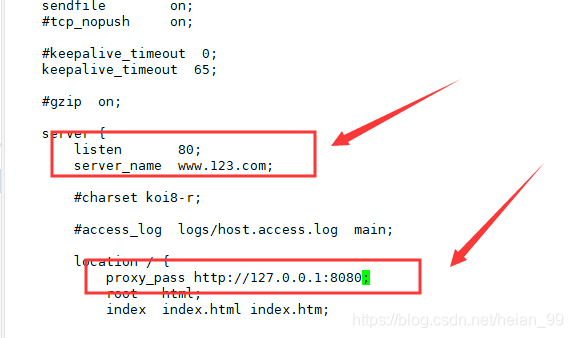 sendfile        on;
#tcp_nopush     on;
#keepalive_timeout  0;
keepalive_timeout  65;
#gzip  on;
server {
listen       80;
server_name  www.123.com;
#charset koi8-r;
#access_log  logs/host.access.log  main;
location / {
proxy_pass http://127.0.0.1:8080;
root   html;
index  index.html index.htm;
https://blog.csdn.net/helan_99